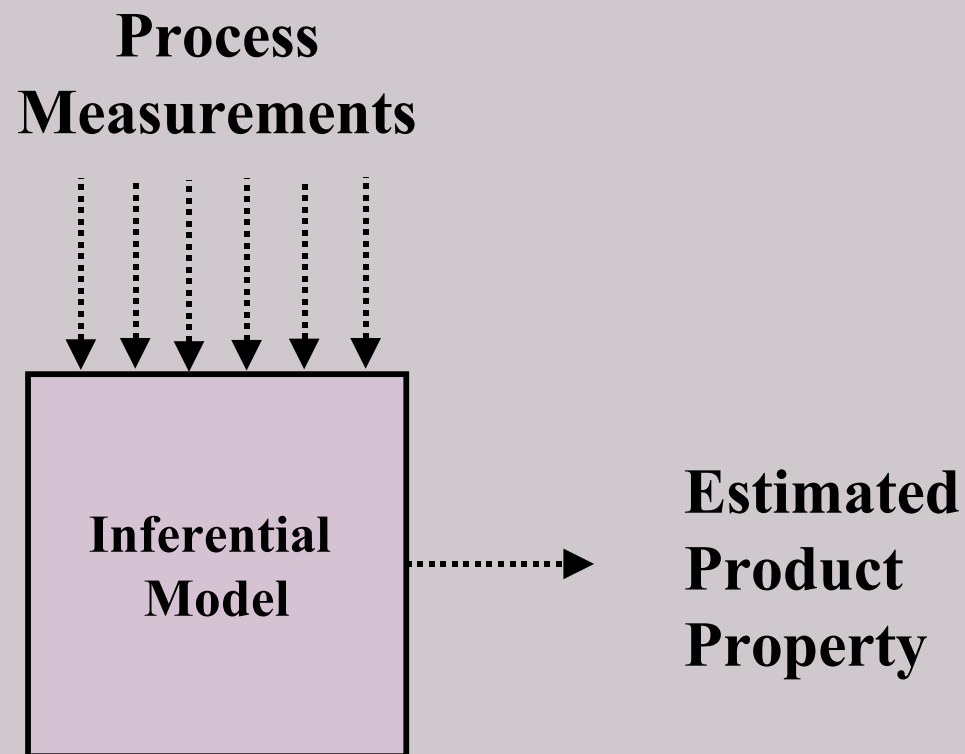 Process
Measurements
Inferential
Model
Estimated
Product
Property